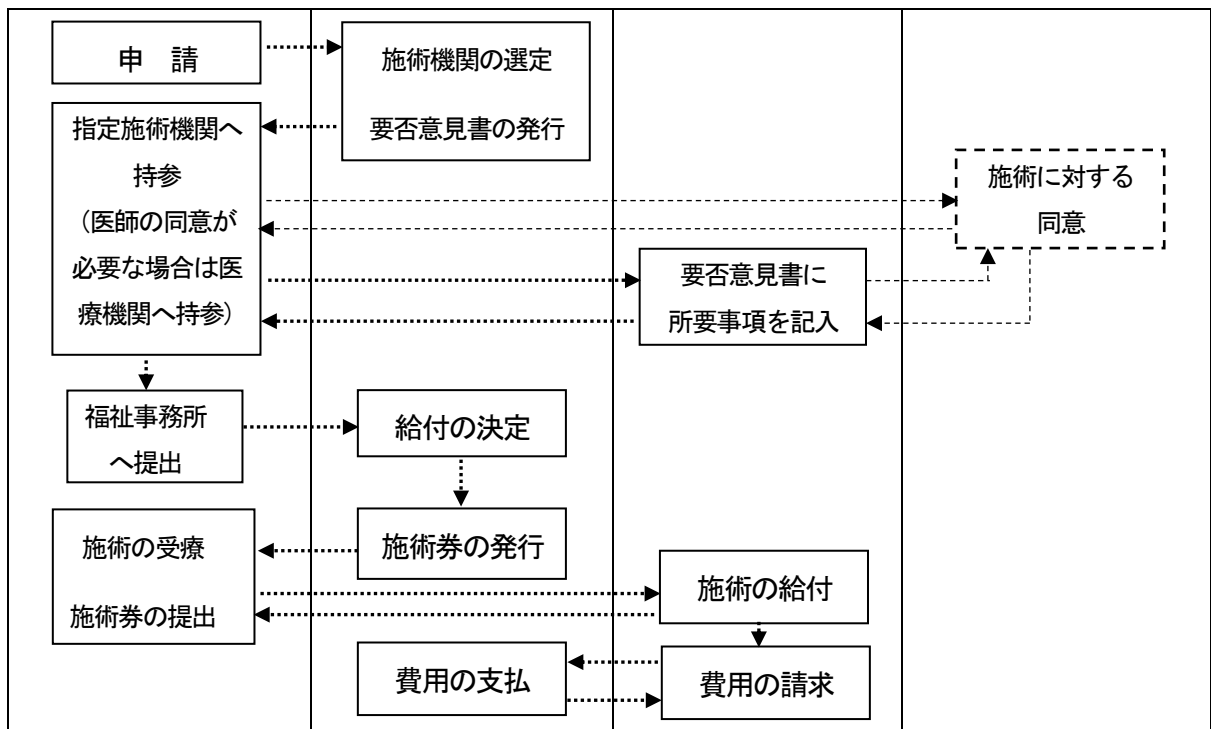 申　請
施術機関の選定
要否意見書の発行
指定施術機関へ
持参
（医師の同意が
必要な場合は医
療機関へ持参）
施術に対する
同意
要否意見書に
所要事項を記入
福祉事務所
へ提出
給付の決定
施術の受療
施術券の提出
施術券の発行
施術の給付
費用の支払
費用の請求